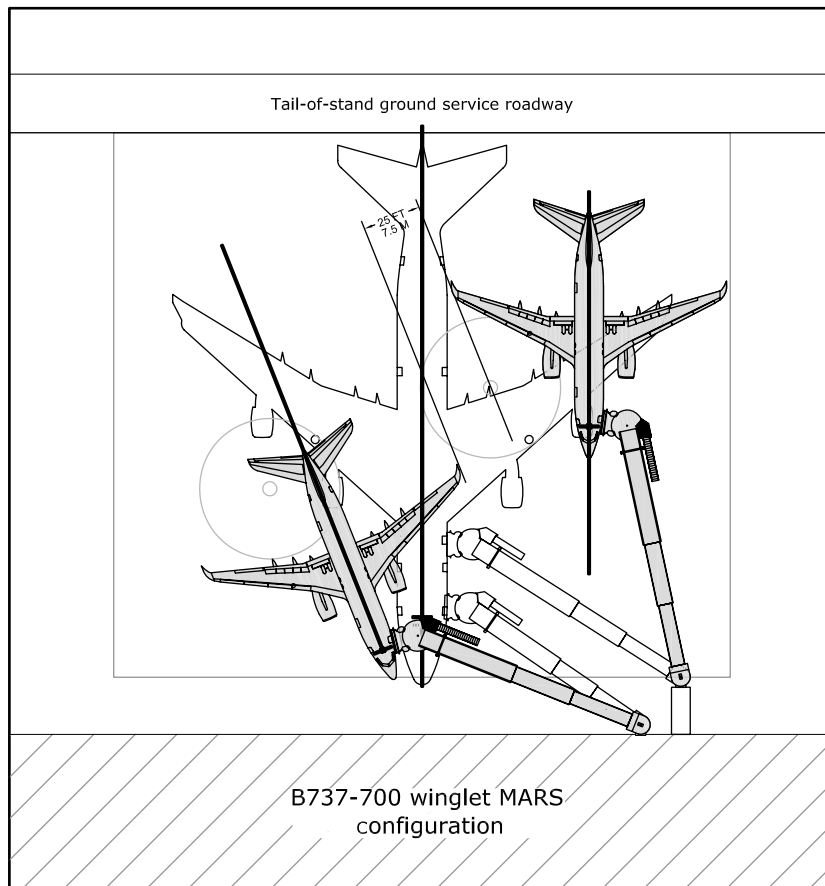 Tail-of-stand ground service roadway
25 FT
7.5 M
B737-700 winglet MARS
configuration